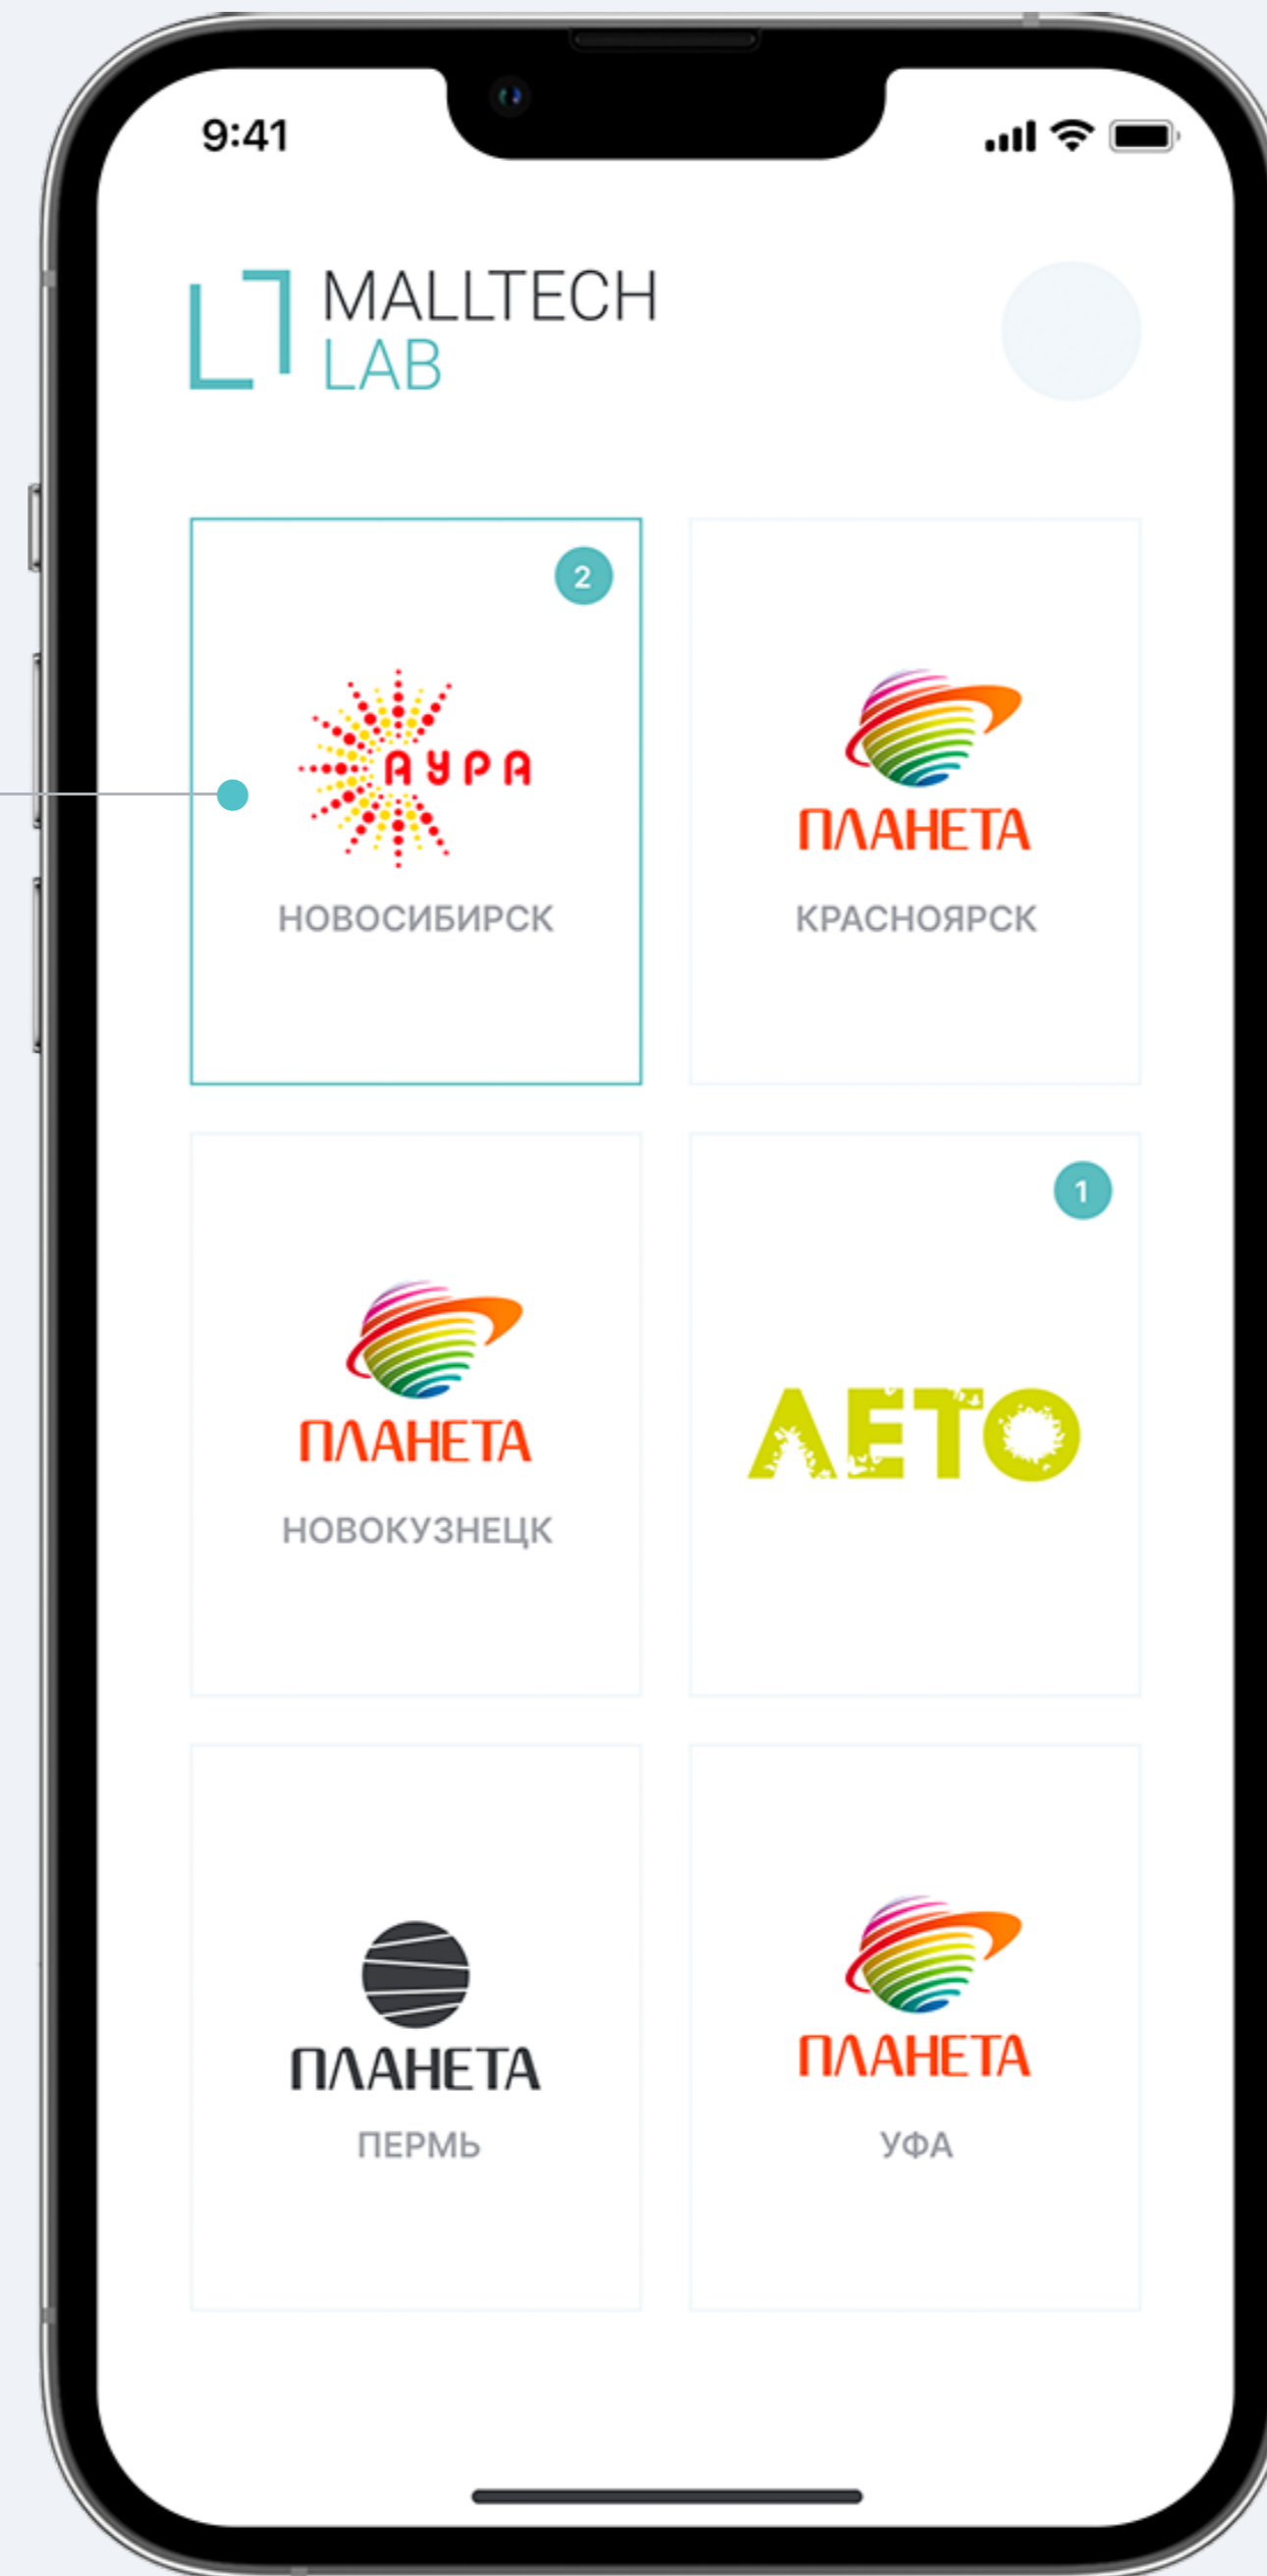 9:41
MALLTECH
LAB
2
АУРА
НОВОСИБИРСК
ПЛАНЕТА
КРАСНОЯРСК
ПЛАНЕТА
НОВОКУЗНЕЦК
1
ЛЕТО
ПЛАНЕТА
ПЕРМЬ
ПЛАНЕТА
УФА